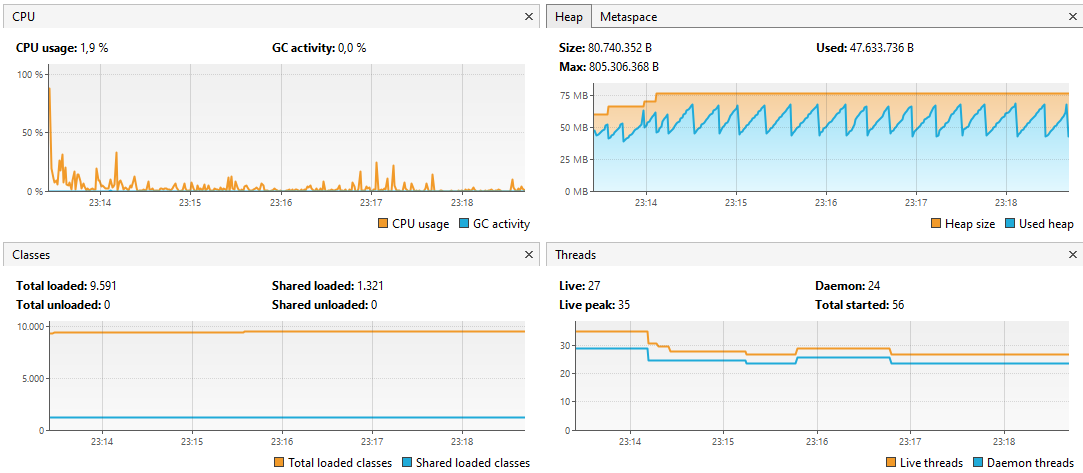 CPU
CPU usage: 1,9 %
GC activity: 0,0 %
100 %
50 %
0 %
23:14
23:15
23:16
23:17
23:18
CPU usage
GC activity
Heap
Metaspace
Size: 80.740.352 B
Used: 47.633.736 B
Max: 805.306.368 B
75 MB
50 MB
25 MB
0 MB
23:14
23:15
23:16
23:17
23:18
Heap size
Used heap
Classes
Total loaded: 9.591
Shared loaded: 1.321
Total unloaded: 0
Shared unloaded: 0
10.000
5.000
0
23:14
23:15
23:16
23:17
23:18
Total loaded classes
Shared loaded classes
Threads
Live: 27
Daemon: 24
Live peak: 35
Total started: 56
30
20
10
0
23:14
23:15
23:16
23:17
23:18
Live threads
Daemon threads